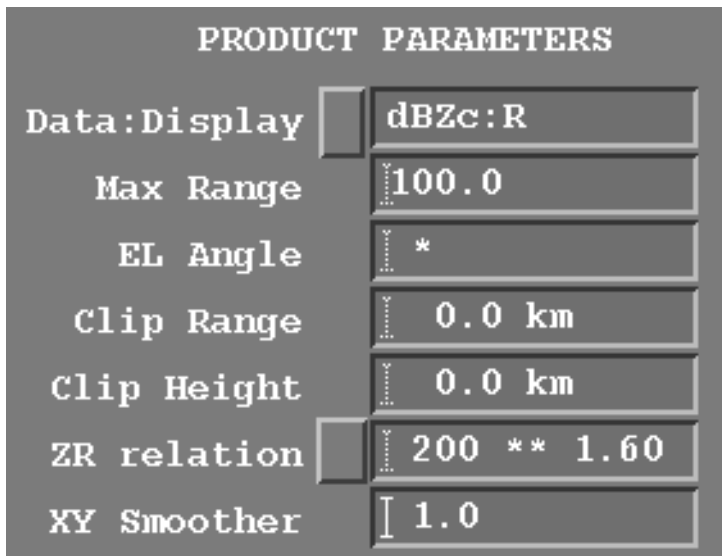 PRODUCT PARAMETERS
Data:Display dBZc:R
Max Range 100.0
EL Angle *
Clip Range 0.0 km
Clip Height 0.0 km
ZR relation 200 ** 1.60
XY Smoother 1.0